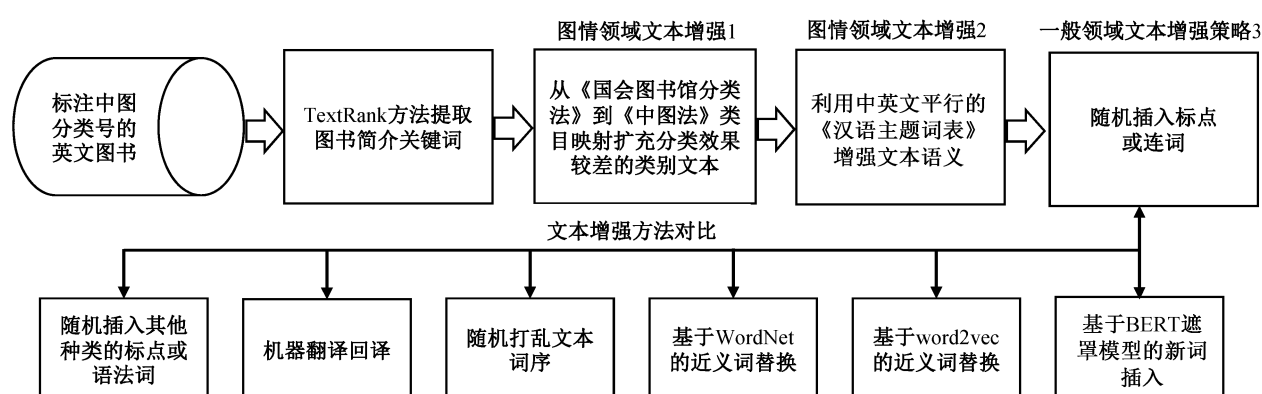 图情领域文本增强1
图情领域文本增强2
一般领域文本增强策略3
标注中图
分类号的
英文图书
TextRank方法提取
图书简介关键词
从《国会图书馆分类
法》到《中图法》类
目映射扩充分类效果
较差的类别文本
利用中英文平行的
《汉语主题词表》
增强文本语义
随机插入标点
或连词
文本增强方法对比
随机插入其他
种类的标点或
语法词
机器翻译回译
随机打乱文本
词序
基于WordNet
的近义词替换
基于word2vec
的近义词替换
基于BERT遮
罩模型的新词
插入